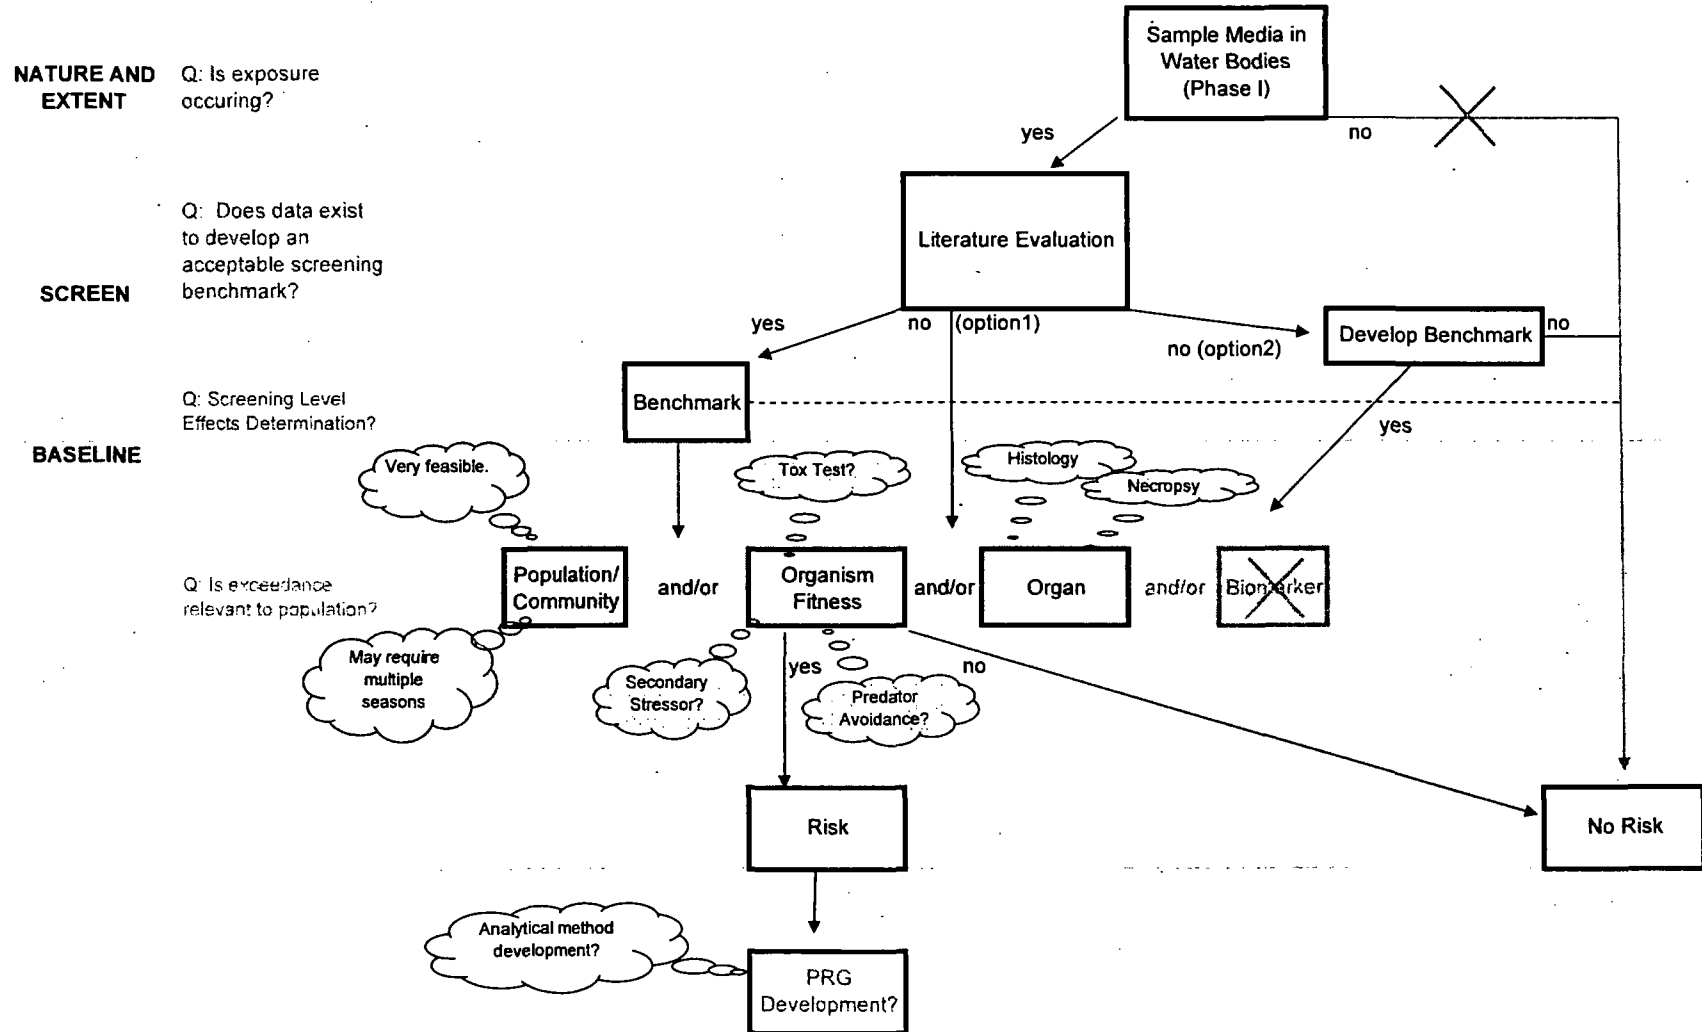 Sample Media in
Water Bodies
(Phase I)
NATURE AND
EXTENT
Q: Is exposure
occuring?
yes
no
Q: Does data exist
to develop an
acceptable screening
benchmark?
SCREEN
Literature Evaluation
yes
no
(option1)
no (option2)
Develop Benchmark
no
Q: Screening Level
Effects Determination?
Benchmark
yes
BASELINE
Very feasible.
Tox Test?
Histology
Necropsy
Q: Is exceedance
relevant to population?
Population/
Community
and/or
Organism
Fitness
and/or
Organ
and/or
Biomarker
May require
multiple
seasons
Secondary
Stressor?
yes
no
Predator
Avoidance?
Risk
No Risk
Analytical method
development?
PRG
Development?